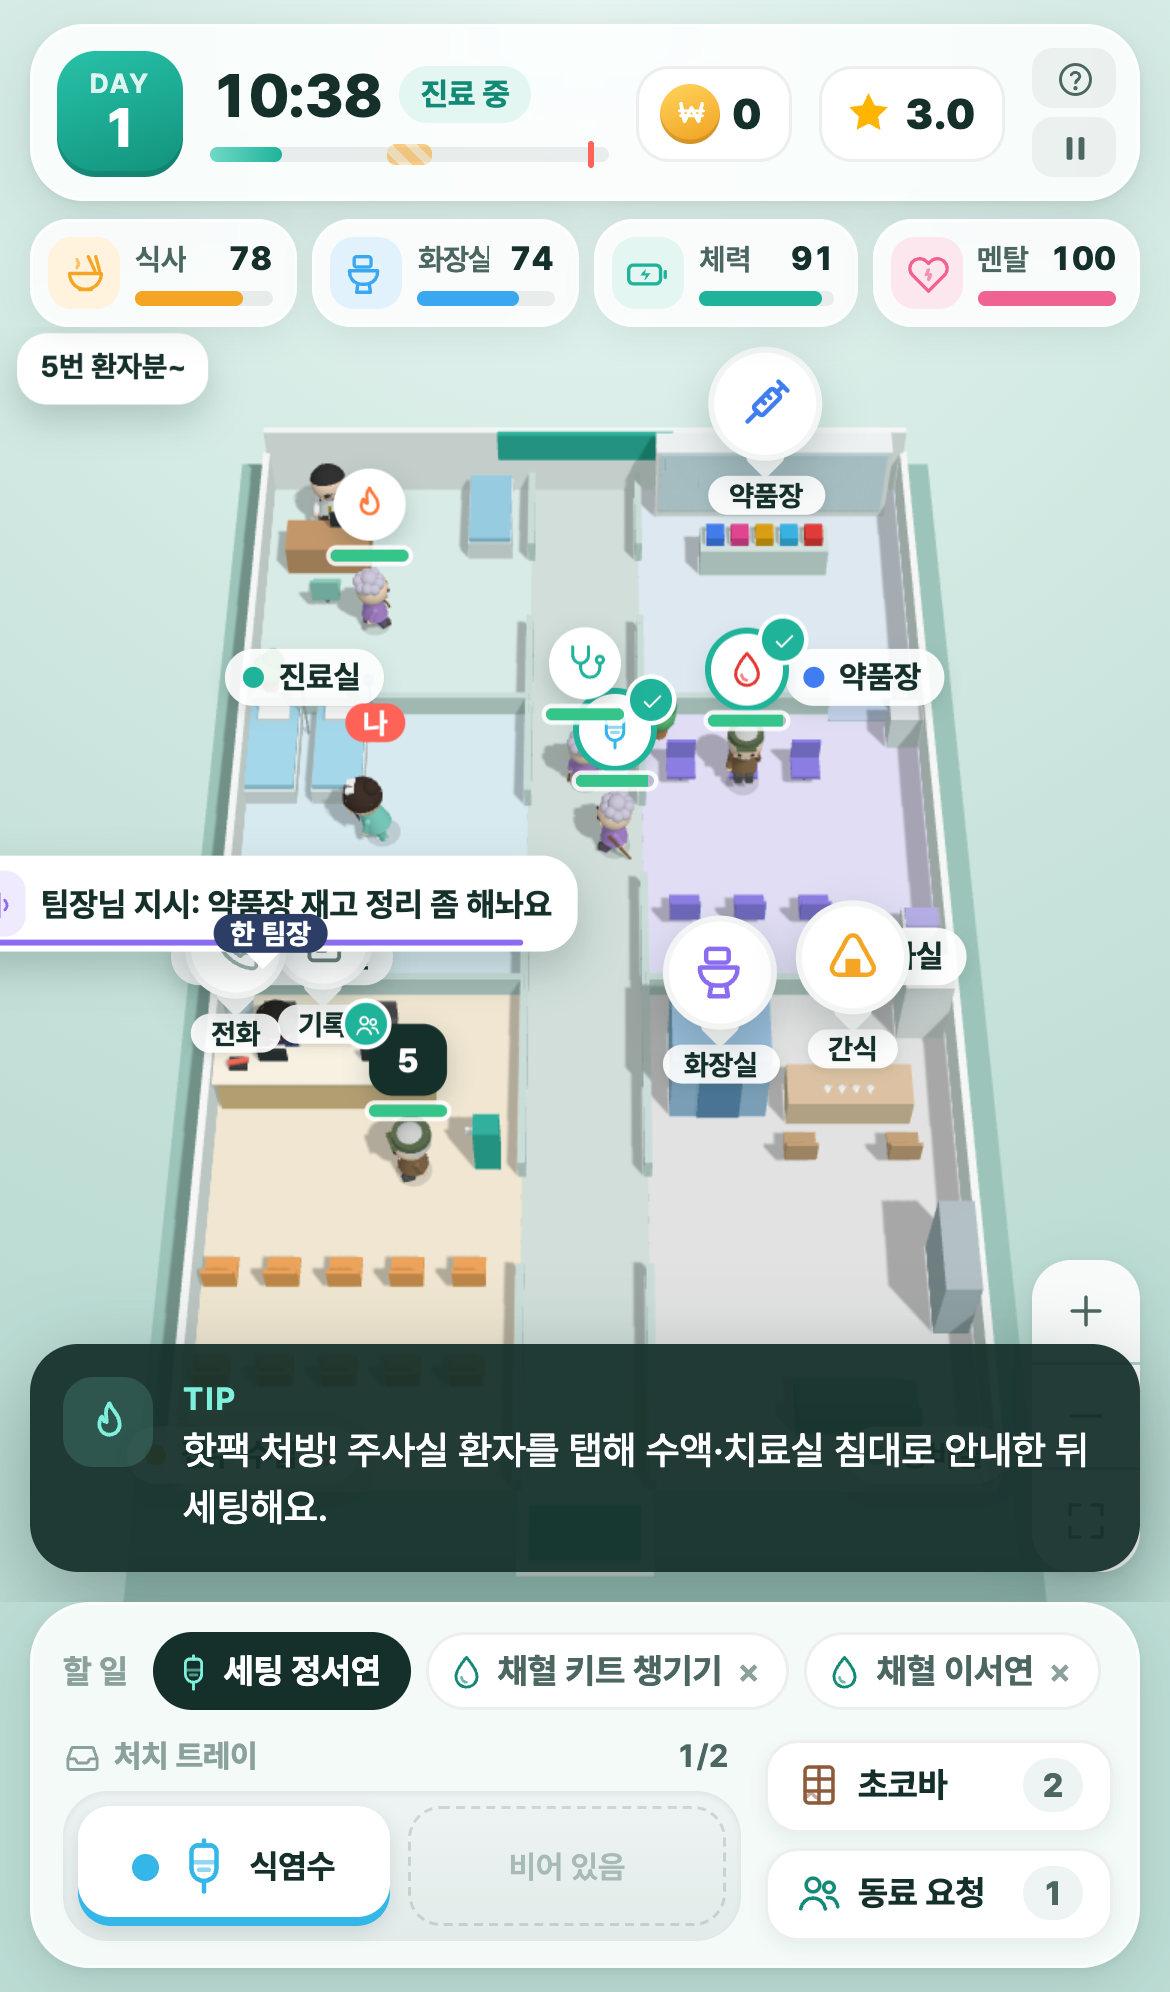 DAY
1
10:38
진료 중
0
3.0
식사 78
화장실 74
체력 91
멘탈 100
5번 환자분~
약품장
진료실
약품장
나
팀장님 지시: 약품장 재고 정리 좀 해놔요
한 팀장
전화
기록
5
화장실
간식
TIP
핫팩 처방! 주사실 환자를 탭해 수액·치료실 침대로 안내한 뒤
세팅해요.
할 일
세팅 정서연
채혈 키트 챙기기 ×
채혈 이서연 ×
처치 트레이 1/2
식염수
비어 있음
초코바 2
동료 요청 1